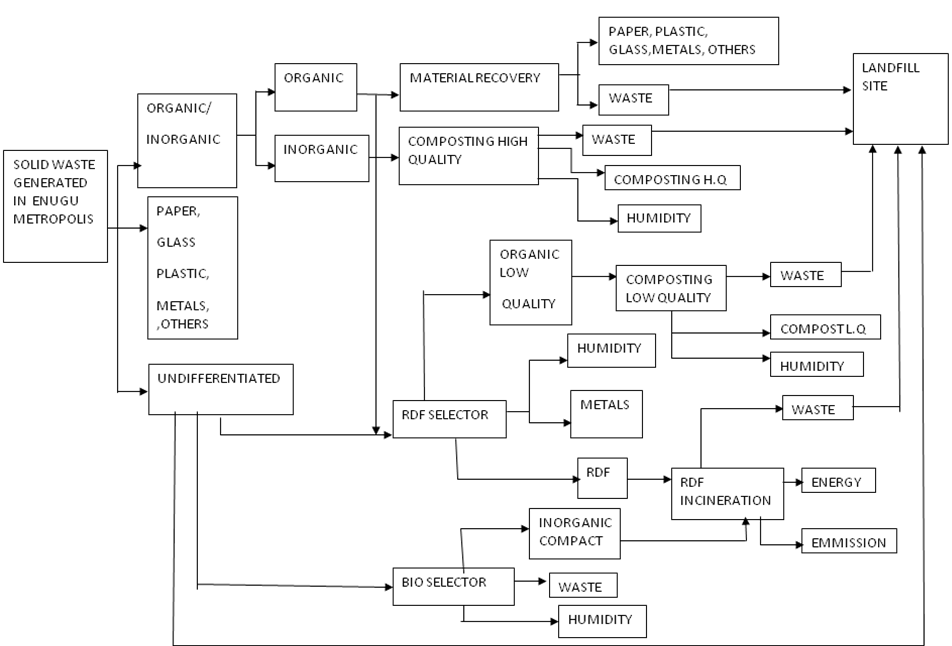 SOLID WASTE
GENERATED
IN ENUGU
METROPOLIS
ORGANIC/
INORGANIC
PAPER,
GLASS
PLASTIC,
METALS,
,OTHERS
UNDIFFERENTIATED
ORGANIC
INORGANIC
MATERIAL RECOVERY
COMPOSTING HIGH
QUALITY
PAPER, PLASTIC,
GLASS,METALS, OTHERS
WASTE
WASTE
COMPOSTING H.Q
HUMIDITY
LANDFILL
SITE
ORGANIC LOW
QUALITY
COMPOSTING
LOW QUALITY
WASTE
COMPOST L.Q
HUMIDITY
HUMIDITY
METALS
RDF SELECTOR
WASTE
RDF
RDF
INCINERATION
ENERGY
EMMISSION
INORGANIC
COMPACT
BIO SELECTOR
WASTE
HUMIDITY